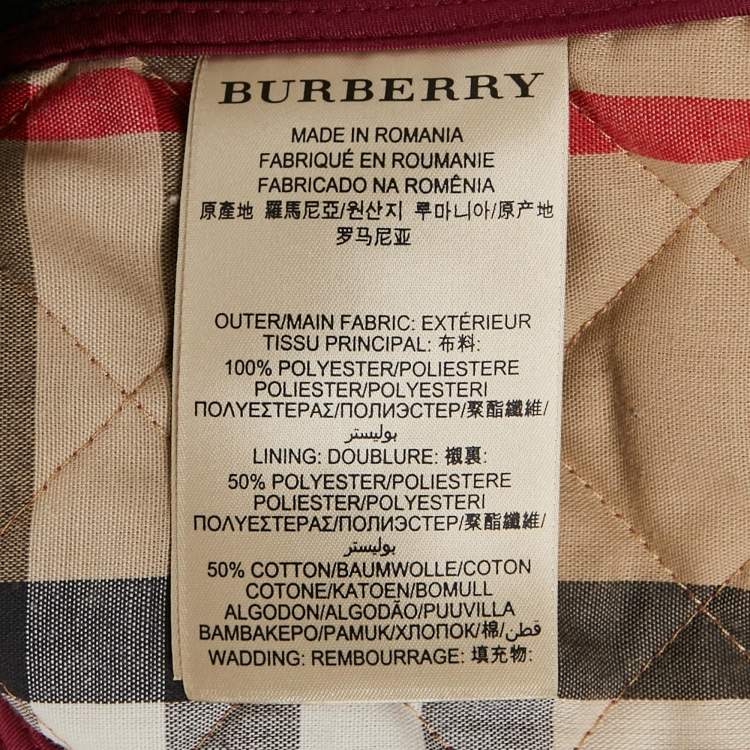 BURBERRY
MADE IN ROMANIA
FABRIQUÉ EN ROUMANIE
FABRICADO NA ROMÊNIA
原產地 羅馬尼亞/원산지 루마니아/原产地
罗马尼亚
OUTER/MAIN FABRIC: EXTÉRIEUR
TISSU PRINCIPAL: 布料:
100% POLYESTER/POLIESTERE
POLIESTER/POLYESTERI
ΠΟΛΥΕΣΤΕΡΑΣ/ПОЛИЭСТЕР/聚酯纖維/
بوليستر
LINING: DOUBLURE: 襯裏:
50% POLYESTER/POLIESTERE
POLIESTER/POLYESTERI
ΠΟΛΥΕΣΤΕΡΑΣ/ПОЛИЭСТЕР/聚酯纖維/
بوليستر
50% COTTON/BAUMWOLLE/COTON
COTONE/KATOEN/BOMULL
ALGODON/ALGODÃO/PUUVILLA
ΒΑΜΒΑΚΕΡΟ/PAMUK/ХЛОПОК/棉/قطن/
WADDING: REMBOURRAGE: 填充物: